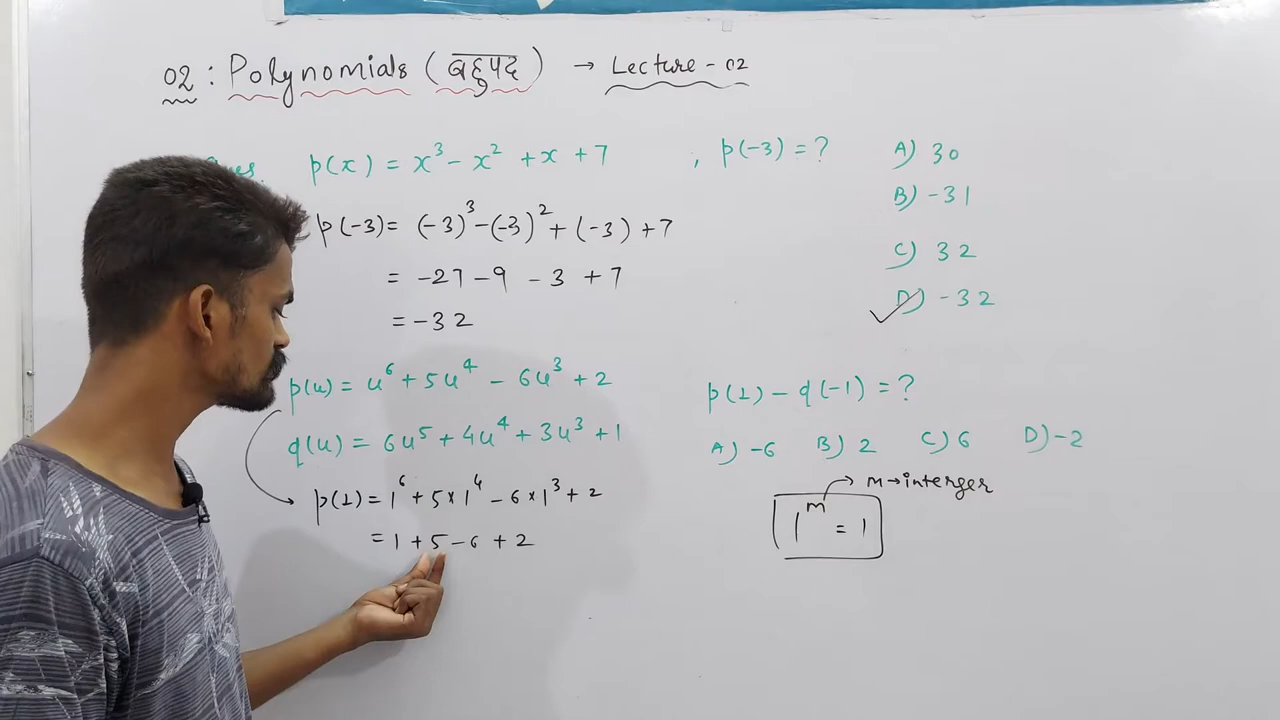 02 : Polynomials (बहुपद) → Lecture - 02
Ques p(x) = x³ - x² + x + 7 , p(-3) = ?
A) 30
B) -31
C) 32
D) -32
p(-3) = (-3)³ - (-3)² + (-3) + 7
= -27 - 9 - 3 + 7
= -32
p(u) = u⁶ + 5u⁴ - 6u³ + 2
q(u) = 6u⁵ + 4u⁴ + 3u³ + 1
p(1) - q(-1) = ?
A) -6 B) 2 C) 6 D) -2
p(1) = 1⁶ + 5 × 1⁴ - 6 × 1³ + 2
= 1 + 5 - 6 + 2
m → interger
1ᵐ = 1